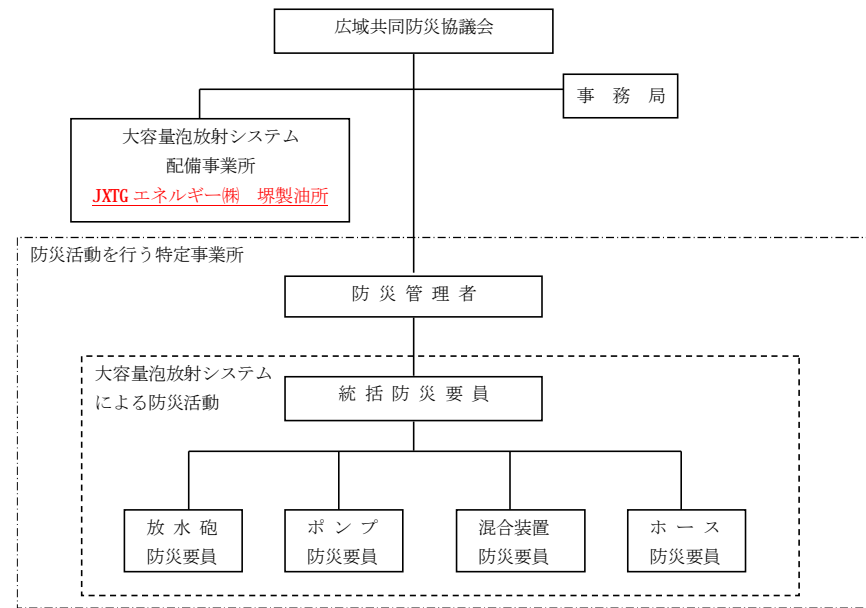 広域共同防災協議会
事　務　局
大容量泡放射システム
配備事業所
JXTG エネルギー㈱　堺製油所
防災活動を行う特定事業所
防 災 管 理 者
大容量泡放射システム
による防災活動
統 括 防 災 要 員
放 水 砲
防災要員
ポ ン プ
防災要員
混合装置
防災要員
ホ ー ス
防災要員